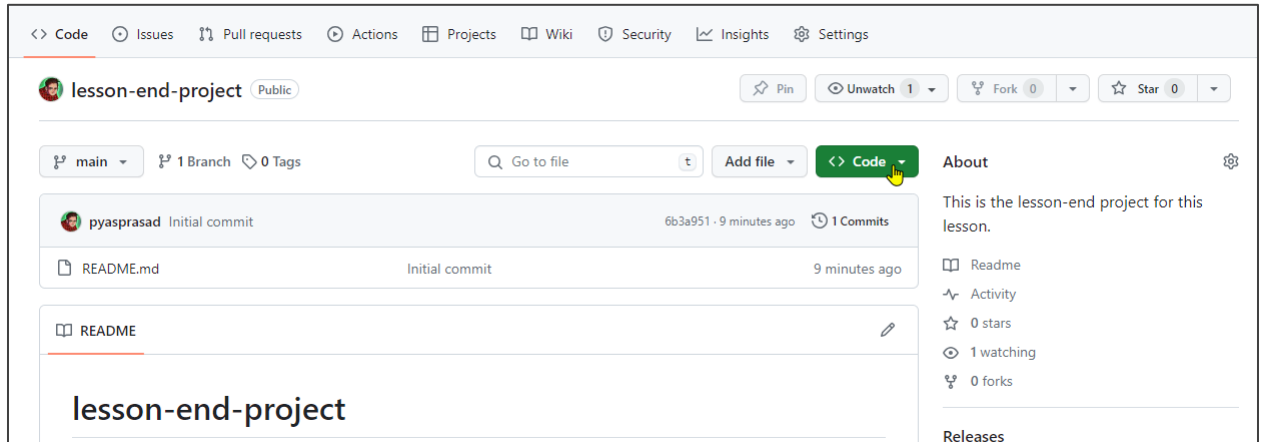 Code Issues Pull requests Actions Projects Wiki Security Insights Settings
lesson-end-project Public Pin Unwatch 1 Fork 0 Star 0
main 1 Branch 0 Tags Go to file t Add file Code
About
This is the lesson-end project for this
lesson.
Readme
Activity
0 stars
1 watching
0 forks
Releases
pyasprasad Initial commit 6b3a951 · 9 minutes ago 1 Commits
README.md Initial commit 9 minutes ago
README
lesson-end-project